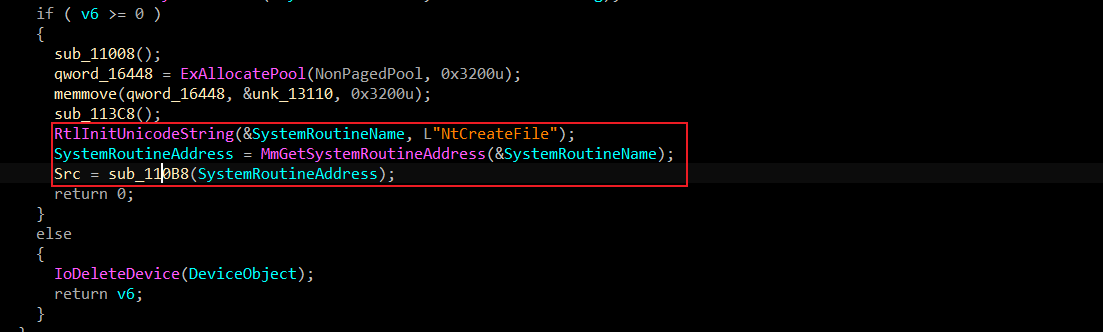 if ( v6 >= 0 )
{
sub_11008();
qword_16448 = ExAllocatePool(NonPagedPool, 0x3200u);
memmove(qword_16448, &unk_13110, 0x3200u);
sub_113C8();
RtlInitUnicodeString(&SystemRoutineName, L"NtCreateFile");
SystemRoutineAddress = MmGetSystemRoutineAddress(&SystemRoutineName);
Src = sub_110B8(SystemRoutineAddress);
return 0;
}
else
{
IoDeleteDevice(DeviceObject);
return v6;
}